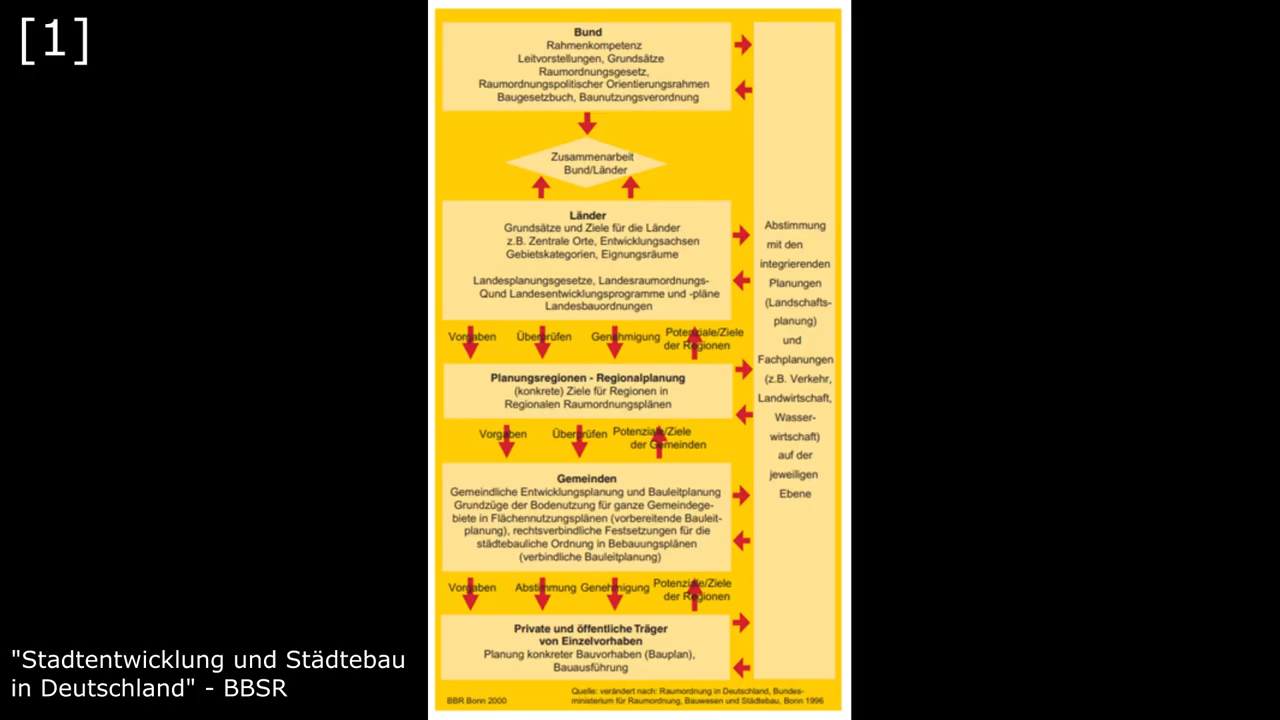 [1]
Bund
Rahmenkompetenz
Leitvorstellungen, Grundsätze
Raumordnungsgesetz,
Raumordnungspolitischer Orientierungsrahmen
Baugesetzbuch, Baunutzungsverordnung
Zusammenarbeit
Bund/Länder
Länder
Grundsätze und Ziele für die Länder
z.B. Zentrale Orte, Entwicklungsachsen
Gebietskategorien, Eignungsräume
Landesplanungsgesetze, Landesraumordnungs-
Qund Landesentwicklungsprogramme und -pläne
Landesbauordnungen
Vorgaben Überprüfen Genehmigung Potenziale/Ziele
der Regionen
Planungsregionen - Regionalplanung
(konkrete) Ziele für Regionen in
Regionalen Raumordnungsplänen
Vorgaben Überprüfen Potenziale/Ziele
der Gemeinden
Gemeinden
Gemeindliche Entwicklungsplanung und Bauleitplanung
Grundzüge der Bodenutzung für ganze Gemeindege-
biete in Flächennutzungsplänen (vorbereitende Bauleit-
planung), rechtsverbindliche Festsetzungen für die
städtebauliche Ordnung in Bebauungsplänen
(verbindliche Bauleitplanung)
Vorgaben Abstimmung Genehmigung Potenziale/Ziele
der Regionen
Private und öffentliche Träger
von Einzelvorhaben
Planung konkreter Bauvorhaben (Bauplan),
Bauausführung
Abstimmung
mit den
integrierenden
Planungen
(Landschafts-
planung)
und
Fachplanungen
(z.B. Verkehr,
Landwirtschaft,
Wasser-
wirtschaft)
auf der
jeweiligen
Ebene
BBR Bonn 2000
Quelle: verändert nach: Raumordnung in Deutschland, Bundes-
ministerium für Raumordnung, Bauwesen und Städtebau, Bonn 1996
"Stadtentwicklung und Städtebau
in Deutschland" - BBSR